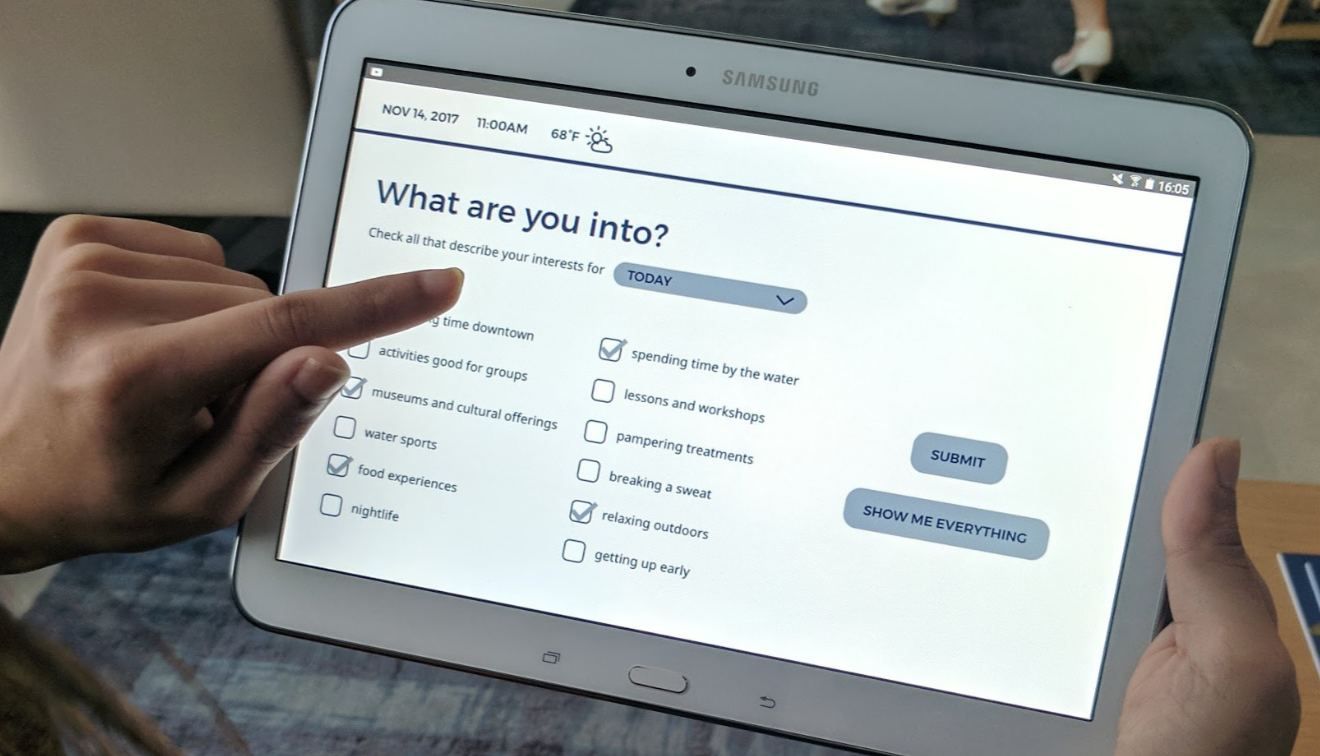 SAMSUNG
16:05
NOV 14, 2017 11:00AM 68°F
What are you into?
Check all that describe your interests for TODAY
time downtown
activities good for groups
museums and cultural offerings
water sports
food experiences
nightlife
spending time by the water
lessons and workshops
pampering treatments
breaking a sweat
relaxing outdoors
getting up early
SUBMIT
SHOW ME EVERYTHING